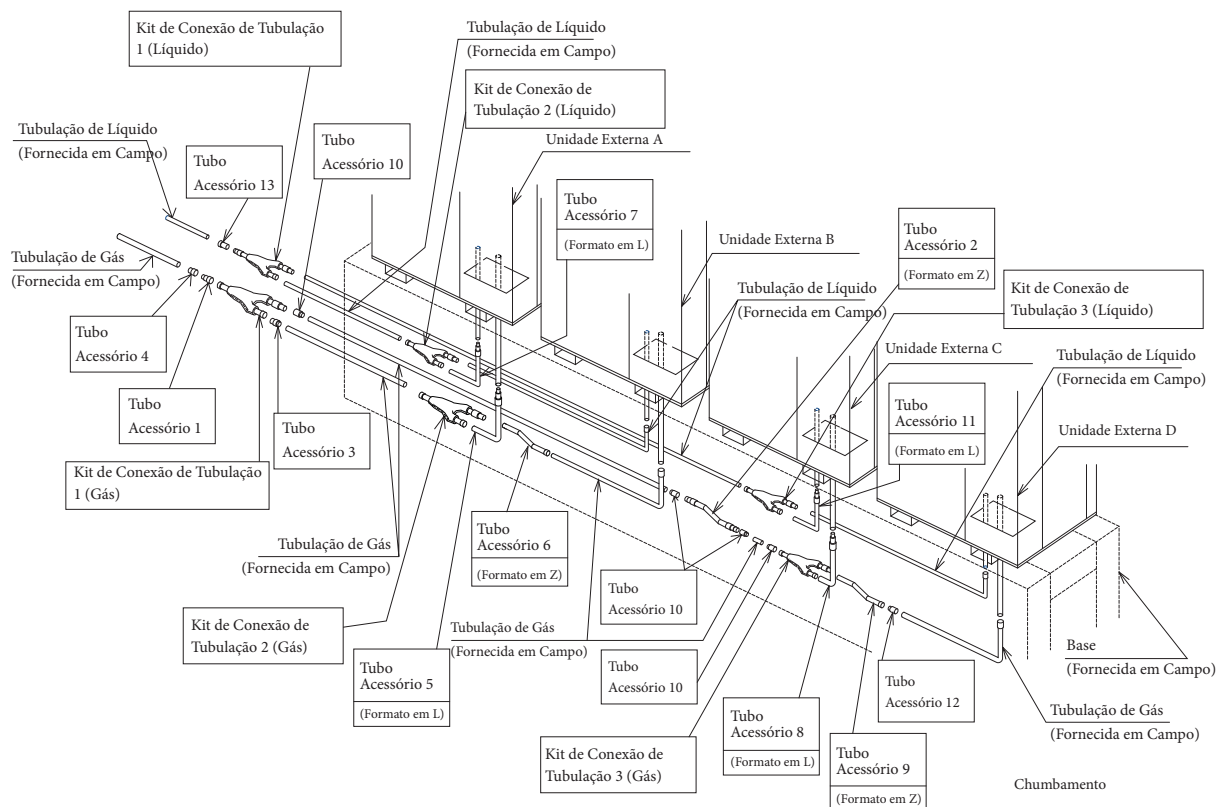 Kit de Conexão de Tubulação
1 (Líquido)
Tubulação de Líquido
(Fornecida em Campo)
Kit de Conexão de
Tubulação 2 (Líquido)
Tubulação de Líquido
(Fornecida em Campo)
Tubo
Acessório 13
Tubo
Acessório 10
Unidade Externa A
Tubo
Acessório 7
(Formato em L)
Unidade Externa B
Tubo
Acessório 2
(Formato em Z)
Tubulação de Gás
(Fornecida em Campo)
Tubulação de Líquido
(Fornecida em Campo)
Kit de Conexão de
Tubulação 3 (Líquido)
Tubo
Acessório 4
Unidade Externa C
Tubulação de Líquido
(Fornecida em Campo)
Tubo
Acessório 1
Tubo
Acessório 3
Tubo
Acessório 11
(Formato em L)
Unidade Externa D
Kit de Conexão de Tubulação
1 (Gás)
Tubulação de Gás
(Fornecida em Campo)
Tubo
Acessório 6
(Formato em Z)
Tubo
Acessório 10
Kit de Conexão de
Tubulação 2 (Gás)
Tubulação de Gás
(Fornecida em Campo)
Base
(Fornecida em Campo)
Tubo
Acessório 5
(Formato em L)
Tubo
Acessório 10
Tubo
Acessório 12
Tubo
Acessório 8
(Formato em L)
Tubulação de Gás
(Fornecida em Campo)
Kit de Conexão de
Tubulação 3 (Gás)
Tubo
Acessório 9
(Formato em Z)
Chumbamento